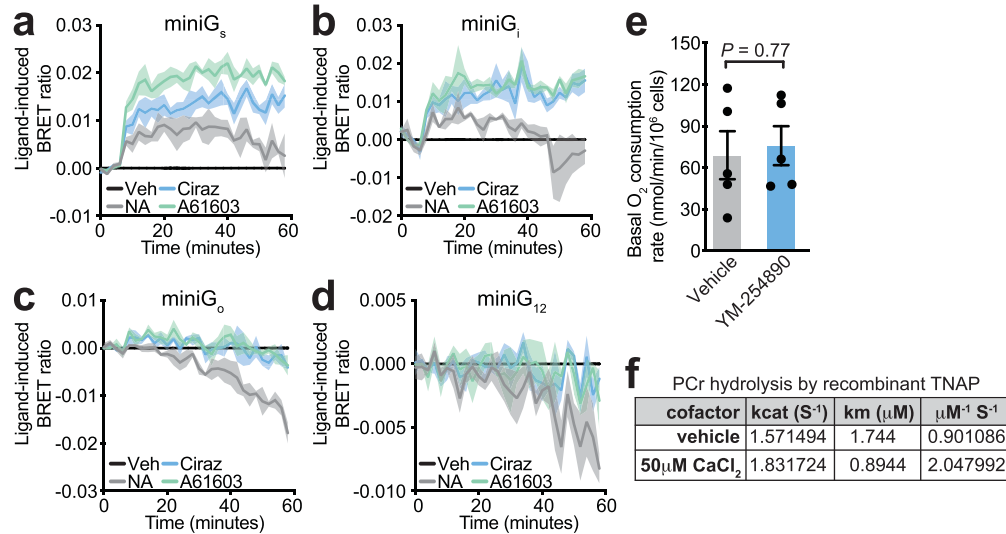 a
miniGs
Ligand-induced
BRET ratio
0.03
0.02
0.01
0.00
-0.01
Veh Ciraz
NA A61603
0 20 40 60
Time (minutes)
b
miniGi
Ligand-induced
BRET ratio
0.03
0.02
0.01
0.00
-0.01
-0.02
Veh Ciraz
NA A61603
0 20 40 60
Time (minutes)
c
miniGo
Ligand-induced
BRET ratio
0.01
0.00
-0.01
-0.02
-0.03
Veh Ciraz
NA A61603
0 20 40 60
Time (minutes)
d
miniG12
Ligand-induced
BRET ratio
0.005
0.000
-0.005
-0.010
Veh Ciraz
NA A61603
0 20 40 60
Time (minutes)
e
Basal O2 consumption
rate (nmol/min/10⁶ cells)
150
120
90
60
30
0
P = 0.77
Vehicle
YM-254890
f
PCr hydrolysis by recombinant TNAP
cofactor kcat (S⁻¹) km (μM) μM⁻¹ S⁻¹
vehicle 1.571494 1.744 0.901086
50μM CaCl2 1.831724 0.8944 2.047992